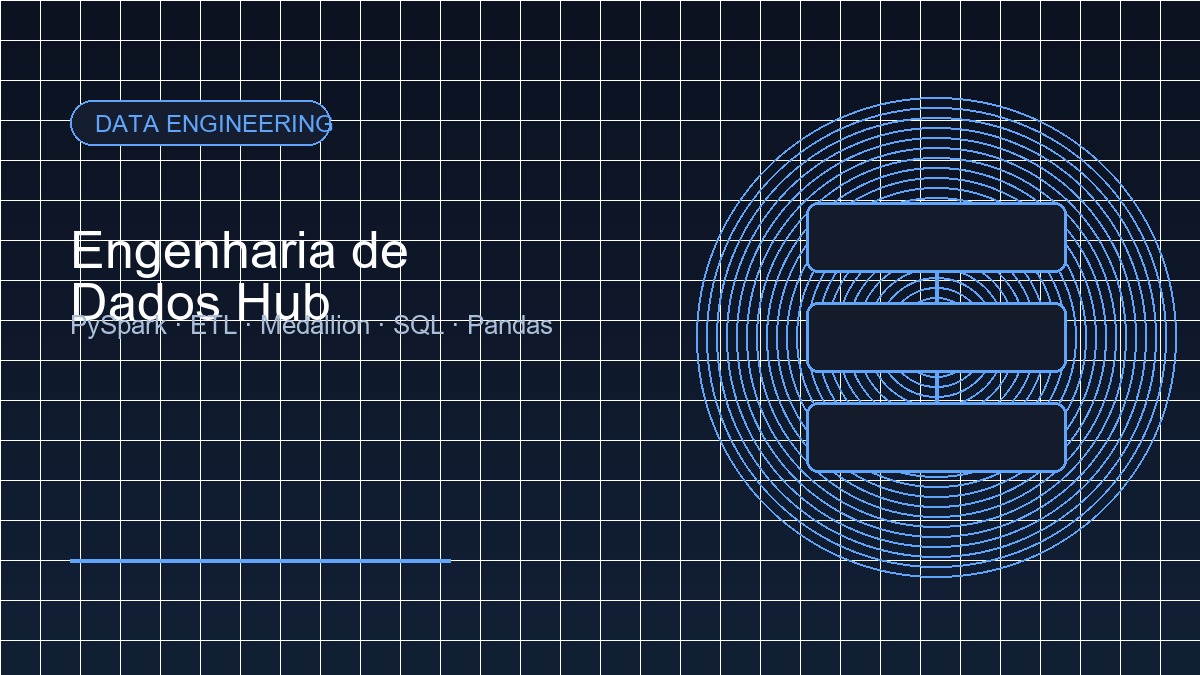 DATA ENGINEERING
Engenharia de
Dados Hub
PySpark · ETL · Medallion · SQL · Pandas